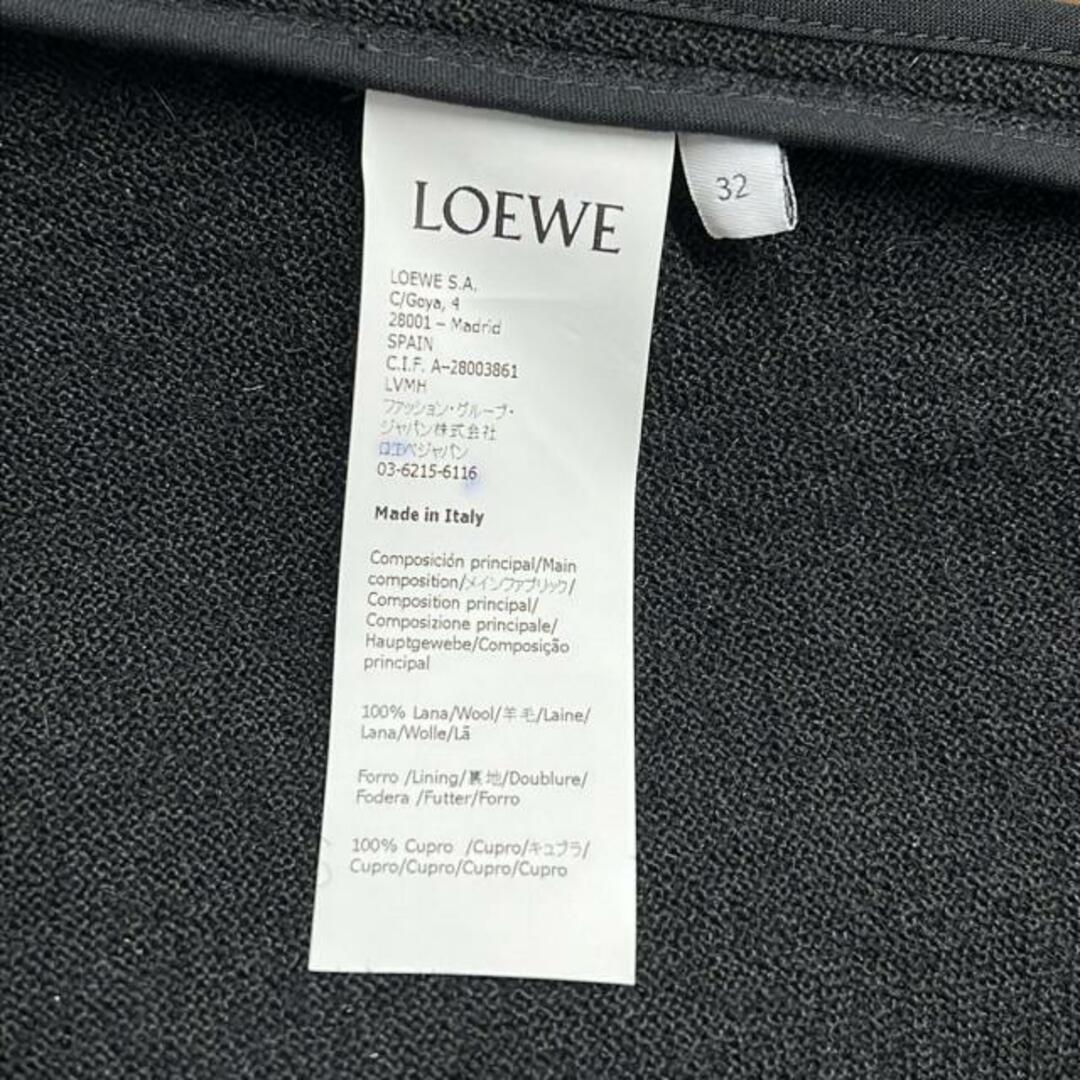 LOEWE
32
LOEWE S.A.
C/Goya, 4
28001 – Madrid
SPAIN
C.I.F. A–28003861
LVMH
ファッション・グループ・
ジャパン株式会社
ロエベジャパン
03-6215-6116
Made in Italy
Composición principal/Main
composition/メインファブリック/
Composition principal/
Composizione principale/
Hauptgewebe/Composição
principal
100% Lana/Wool/羊毛/Laine/
Lana/Wolle/Lã
Forro /Lining/裏地/Doublure/
Fodera /Futter/Forro
100% Cupro /Cupro/キュプラ/
Cupro/Cupro/Cupro/Cupro